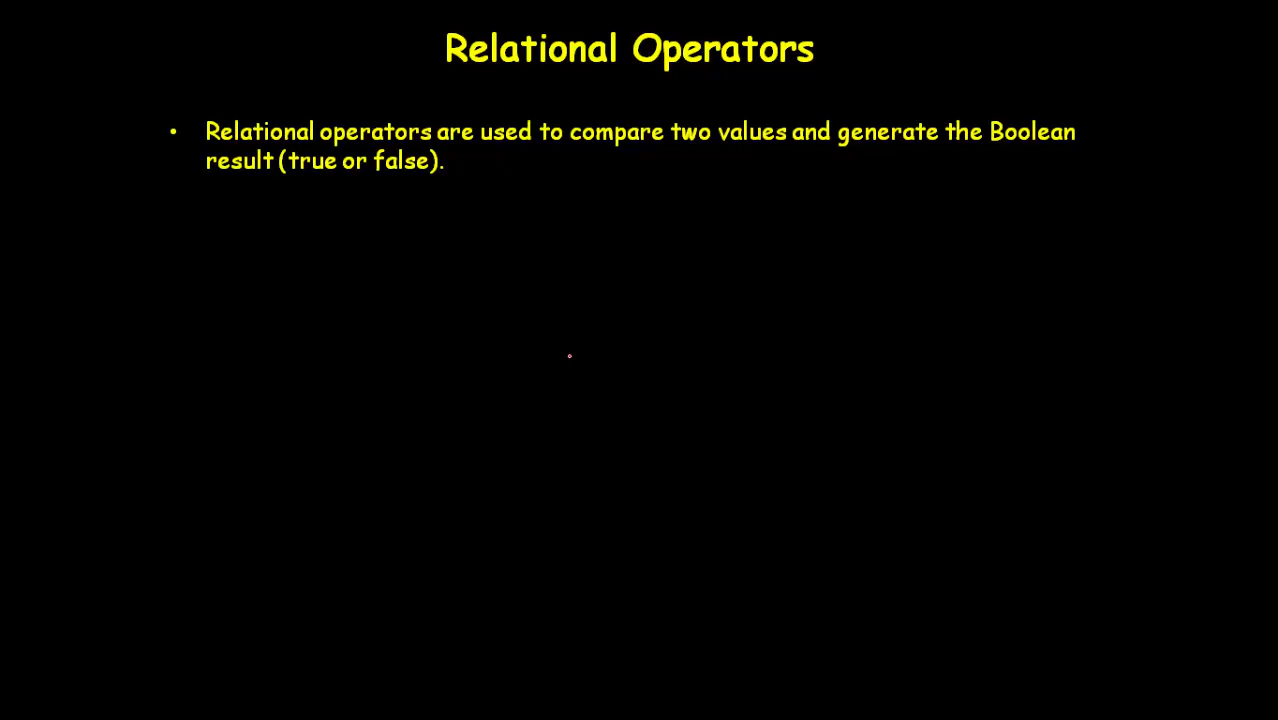 Relational Operators
• Relational operators are used to compare two values and generate the Boolean
result (true or false).